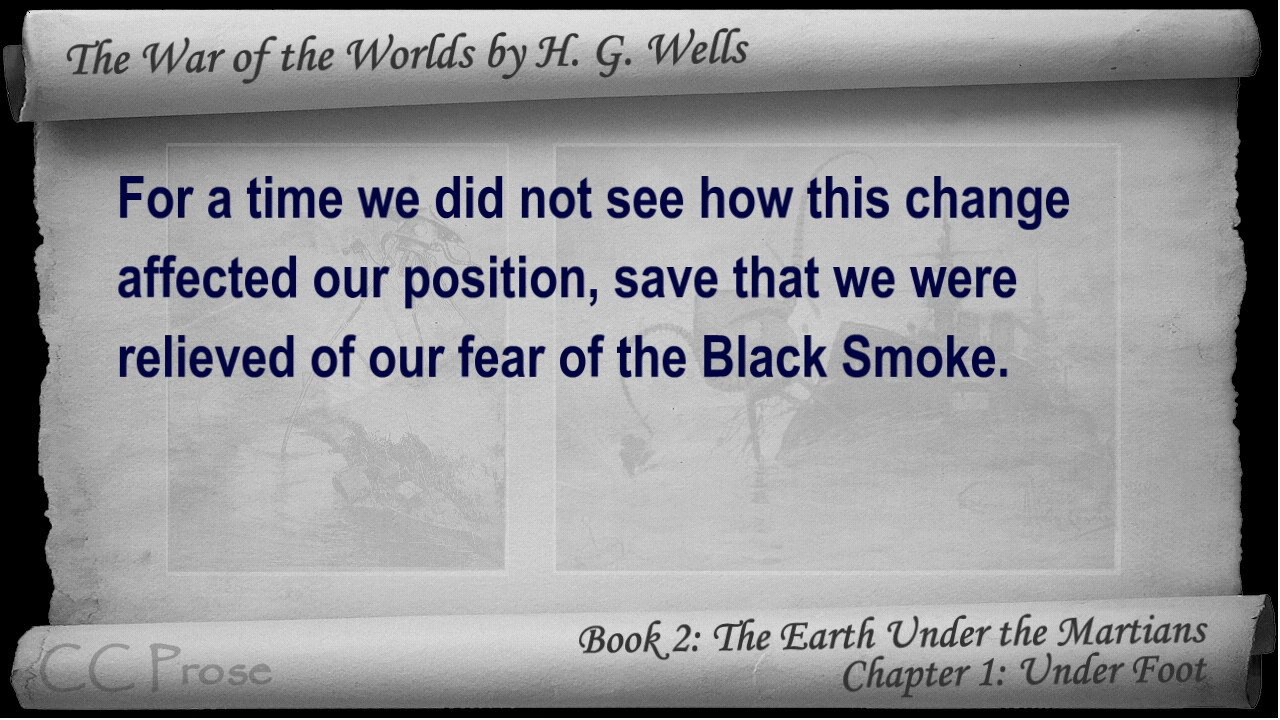 The War of the Worlds by H. G. Wells
For a time we did not see how this change
affected our position, save that we were
relieved of our fear of the Black Smoke.
Book 2: The Earth Under the Martians
Chapter 1: Under Foot
CC Prose